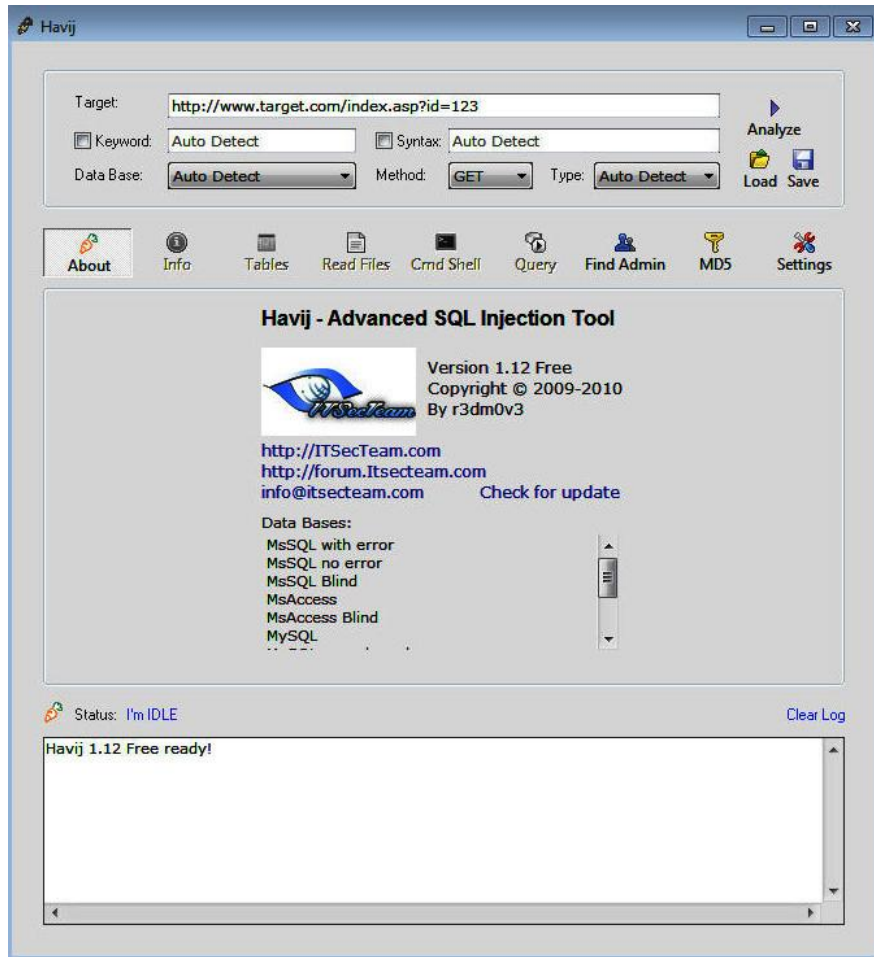 Havij
Target: http://www.target.com/index.asp?id=123
Analyze
Keyword: Auto Detect Syntax: Auto Detect
Data Base: Auto Detect Method: GET Type: Auto Detect
Load Save
About Info Tables Read Files Cmd Shell Query Find Admin MD5 Settings
Havij - Advanced SQL Injection Tool
ITSecTeam
Version 1.12 Free
Copyright © 2009-2010
By r3dm0v3
http://ITSecTeam.com
http://forum.Itsecteam.com
info@itsecteam.com Check for update
Data Bases:
MsSQL with error
MsSQL no error
MsSQL Blind
MsAccess
MsAccess Blind
MySQL
Status: I'm IDLE Clear Log
Havij 1.12 Free ready!